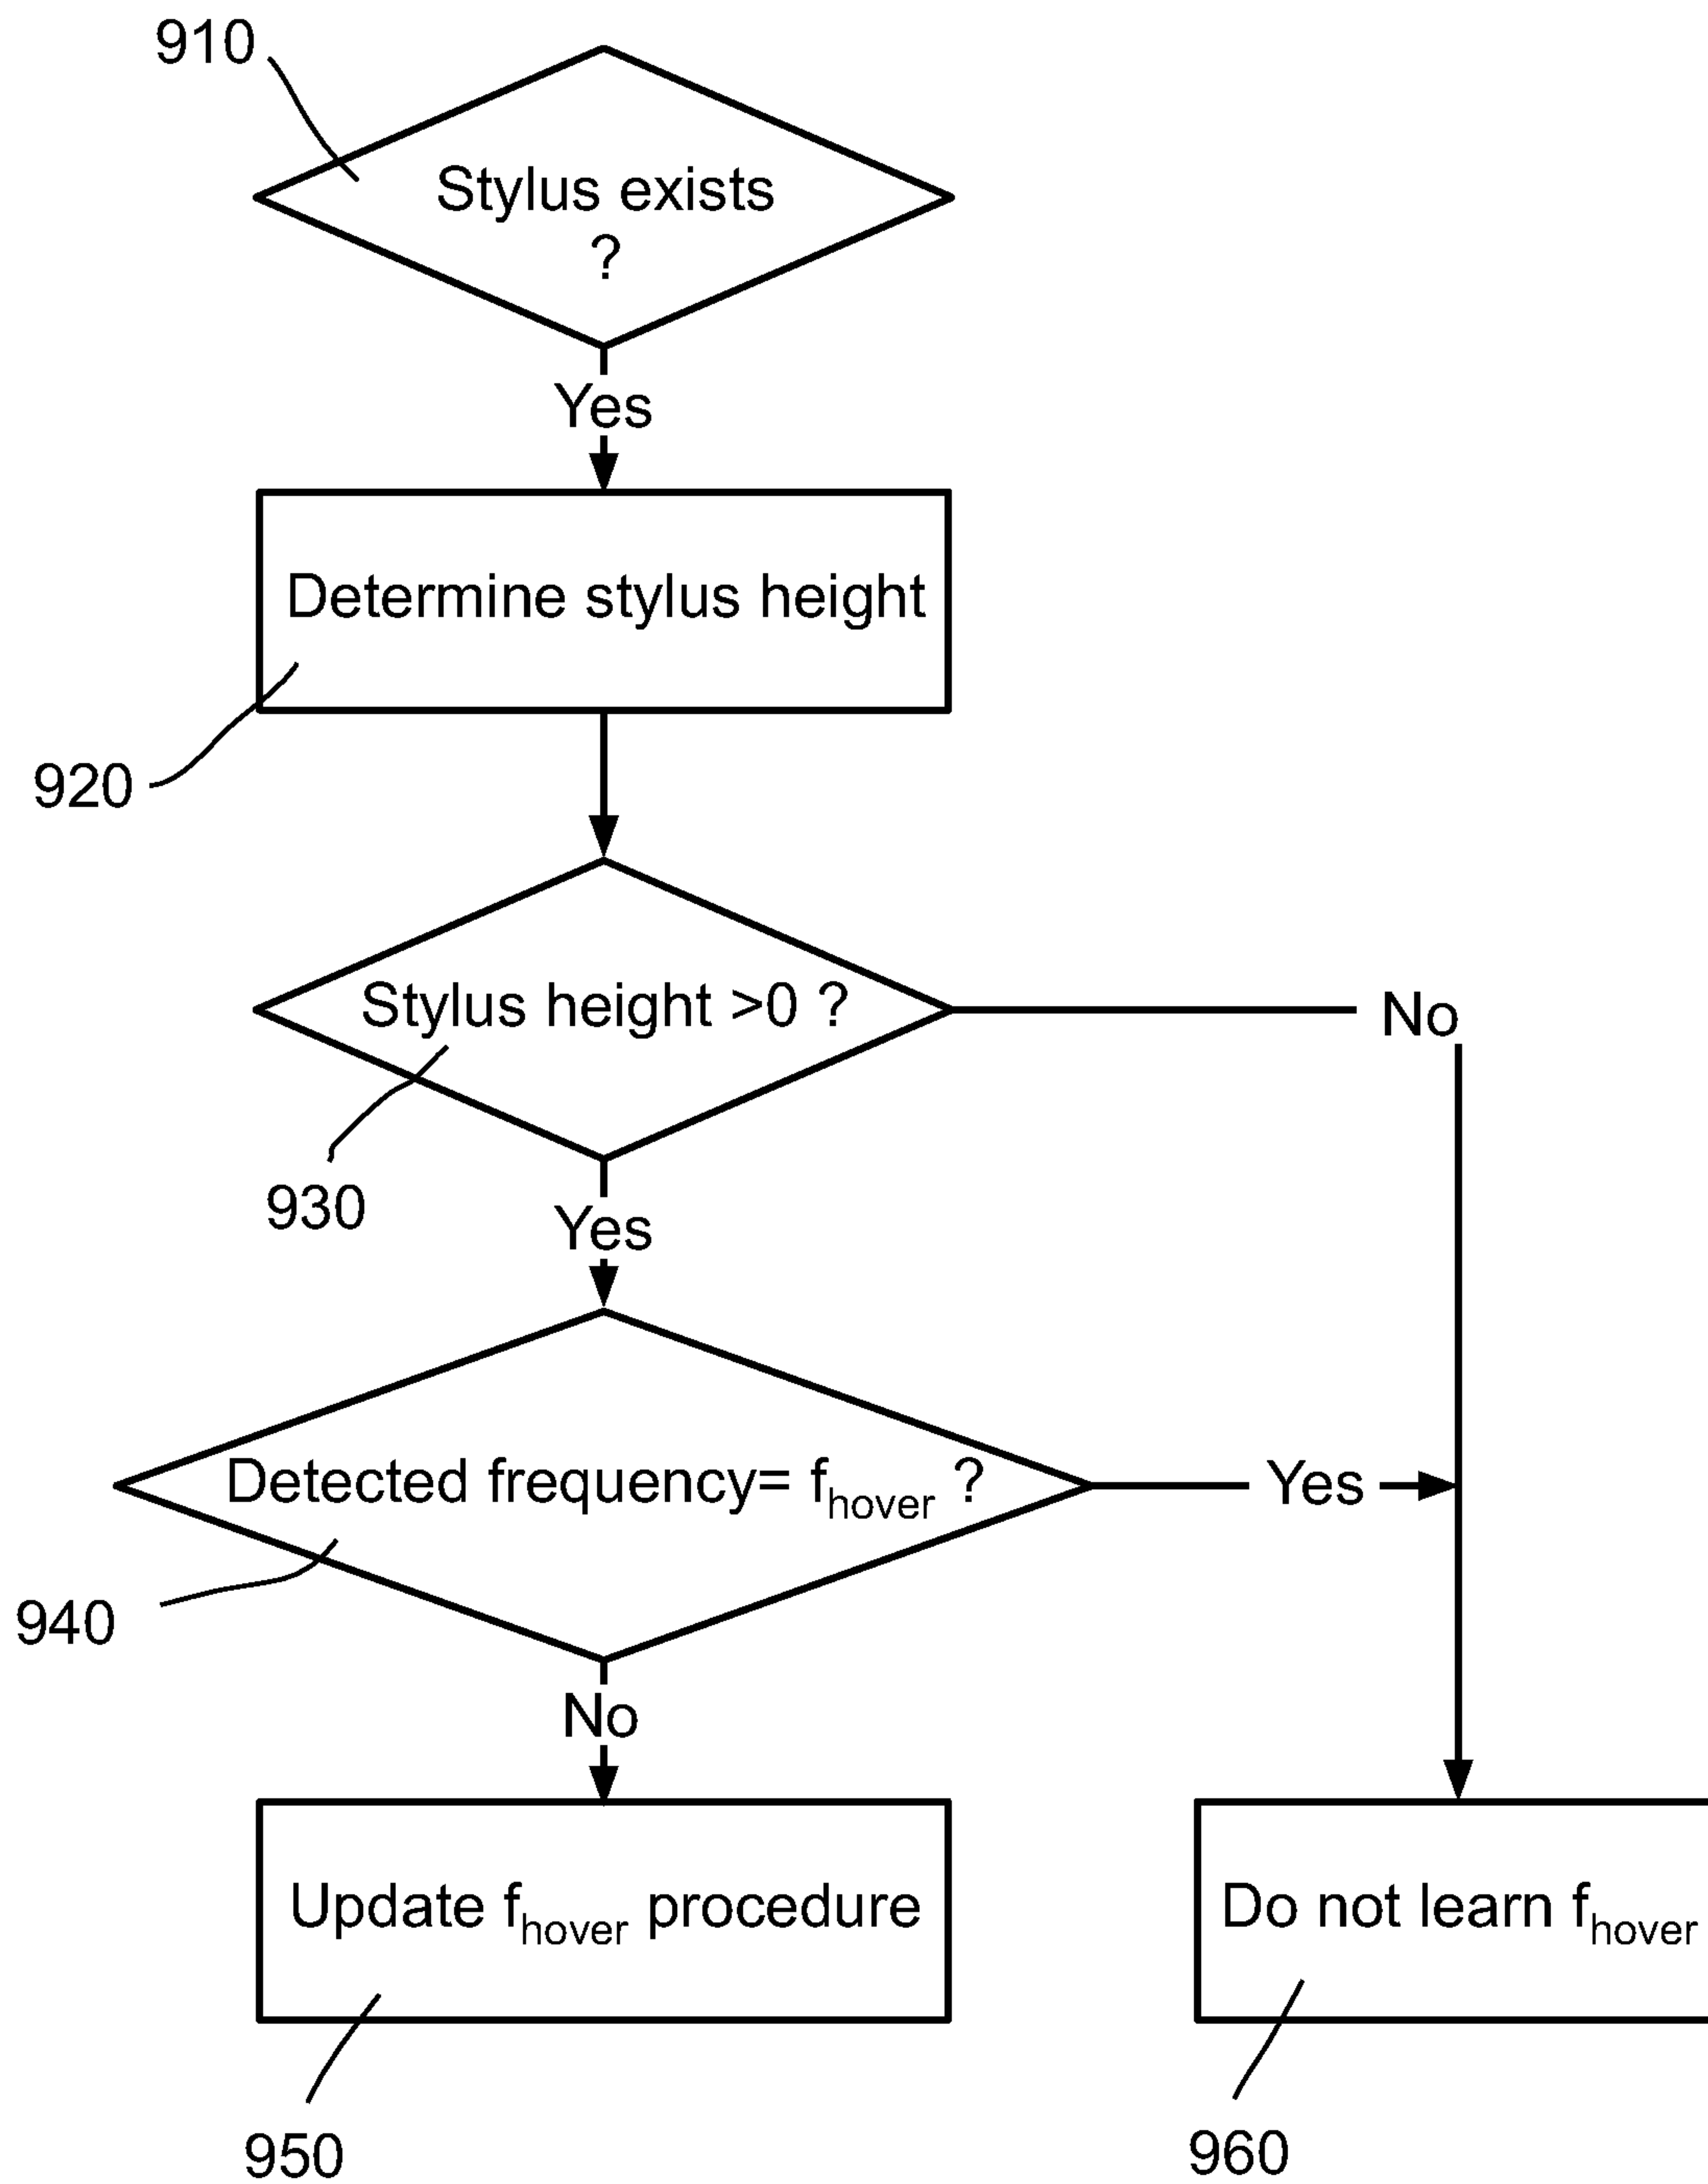 910
Stylus exists
?
Yes
Determine stylus height
920
Stylus height >0 ?
No
930
Yes
Detected frequency= fhover ?
Yes
940
No
Update fhover procedure
Do not learn fhover
950
960